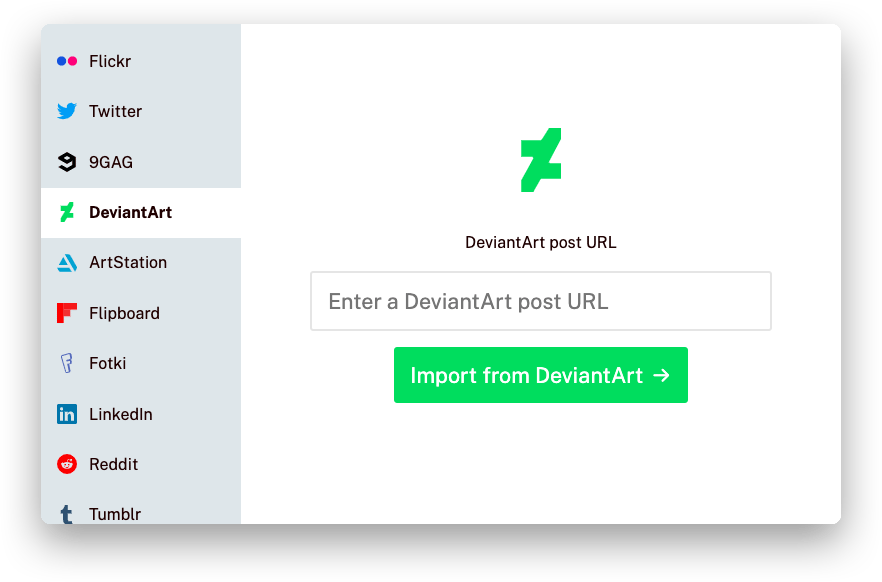 Flickr
Twitter
9GAG
DeviantArt
ArtStation
Flipboard
Fotki
LinkedIn
Reddit
Tumblr
DeviantArt post URL
Enter a DeviantArt post URL
Import from DeviantArt →